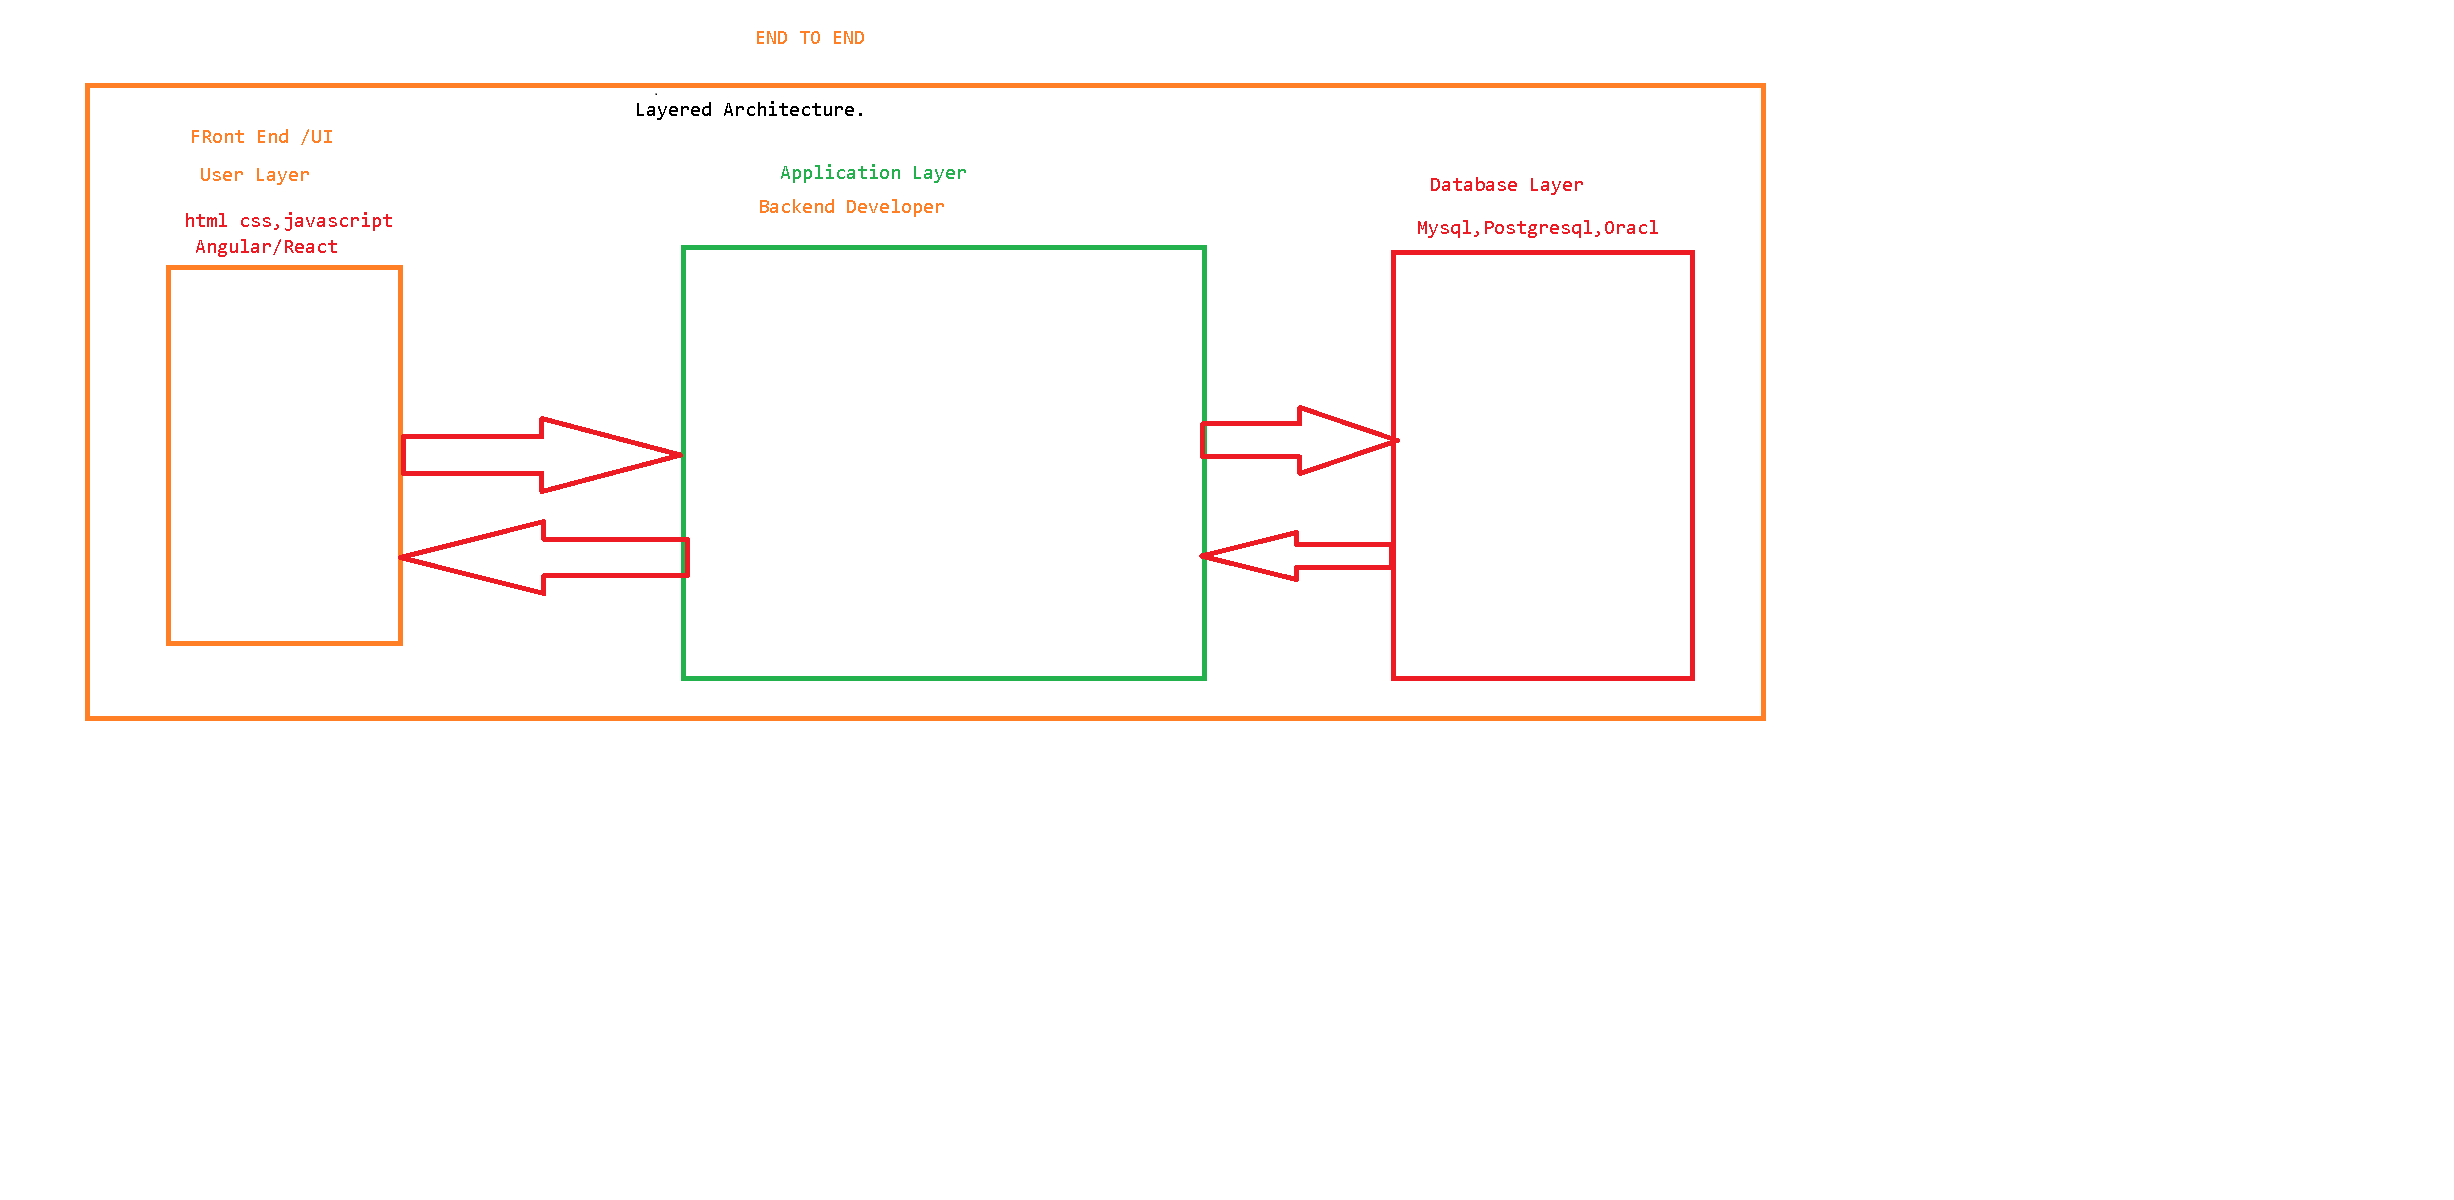 END TO END
Layered Architecture.
FRont End /UI
User Layer
html css,javascript
Angular/React
Application Layer
Backend Developer
Database Layer
Mysql,Postgresql,Oracl